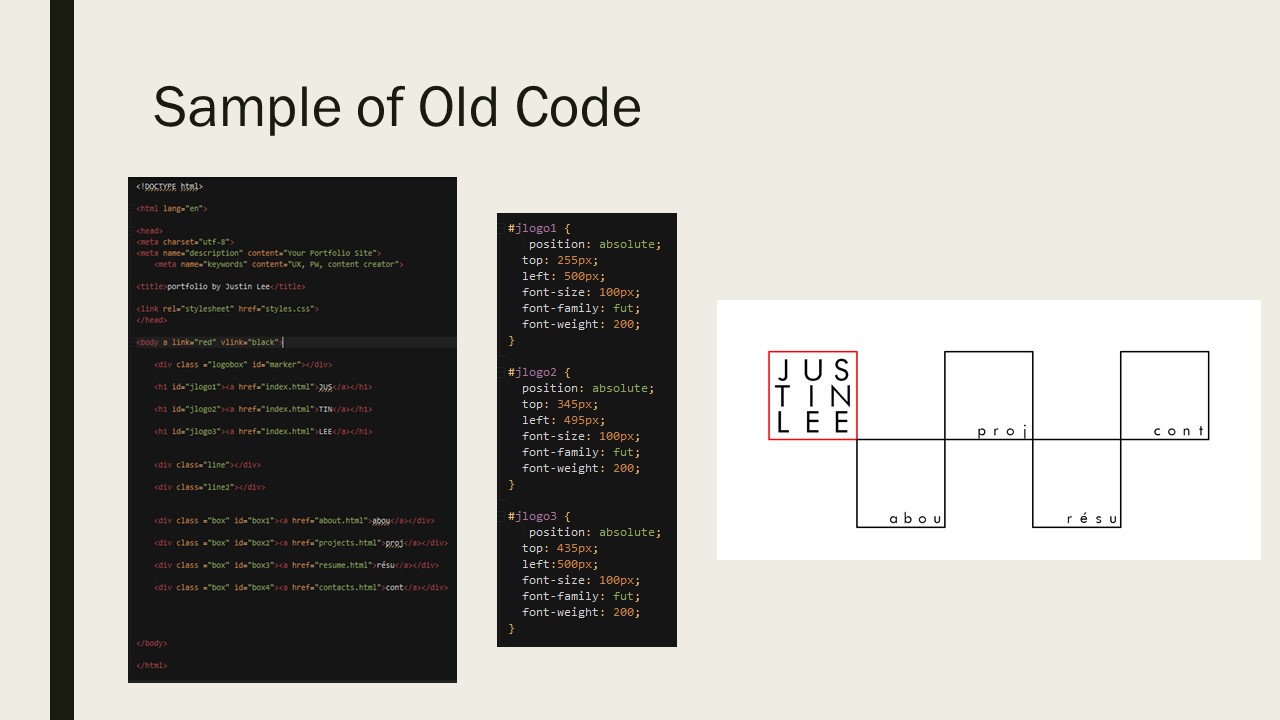 Sample of Old Code
<!DOCTYPE html>
<html lang="en">
<head>
<meta charset="utf-8">
<meta name="description" content="Your Portfolio Site">
<meta name="keywords" content="UX, PW, content creator">
<title>portfolio by Justin Lee</title>
<link rel="stylesheet" href="styles.css">
</head>
<body a link="red" vlink="black">
<div class ="logobox" id="marker"></div>
<h1 id="jlogo1"><a href="index.html">JUS</a></h1>
<h1 id="jlogo2"><a href="index.html">TIN</a></h1>
<h1 id="jlogo3"><a href="index.html">LEE</a></h1>
<div class="line"></div>
<div class="line2"></div>
<div class ="box" id="box1"><a href="about.html">abou</a></div>
<div class ="box" id="box2"><a href="projects.html">proj</a></div>
<div class ="box" id="box3"><a href="resume.html">résu</a></div>
<div class ="box" id="box4"><a href="contacts.html">cont</a></div>
</body>
</html>
#jlogo1 {
position: absolute;
top: 255px;
left: 500px;
font-size: 100px;
font-family: fut;
font-weight: 200;
}
#jlogo2 {
position: absolute;
top: 345px;
left: 495px;
font-size: 100px;
font-family: fut;
font-weight: 200;
}
#jlogo3 {
position: absolute;
top: 435px;
left:500px;
font-size: 100px;
font-family: fut;
font-weight: 200;
}
JUS
TIN
LEE
proj
cont
abou
résu